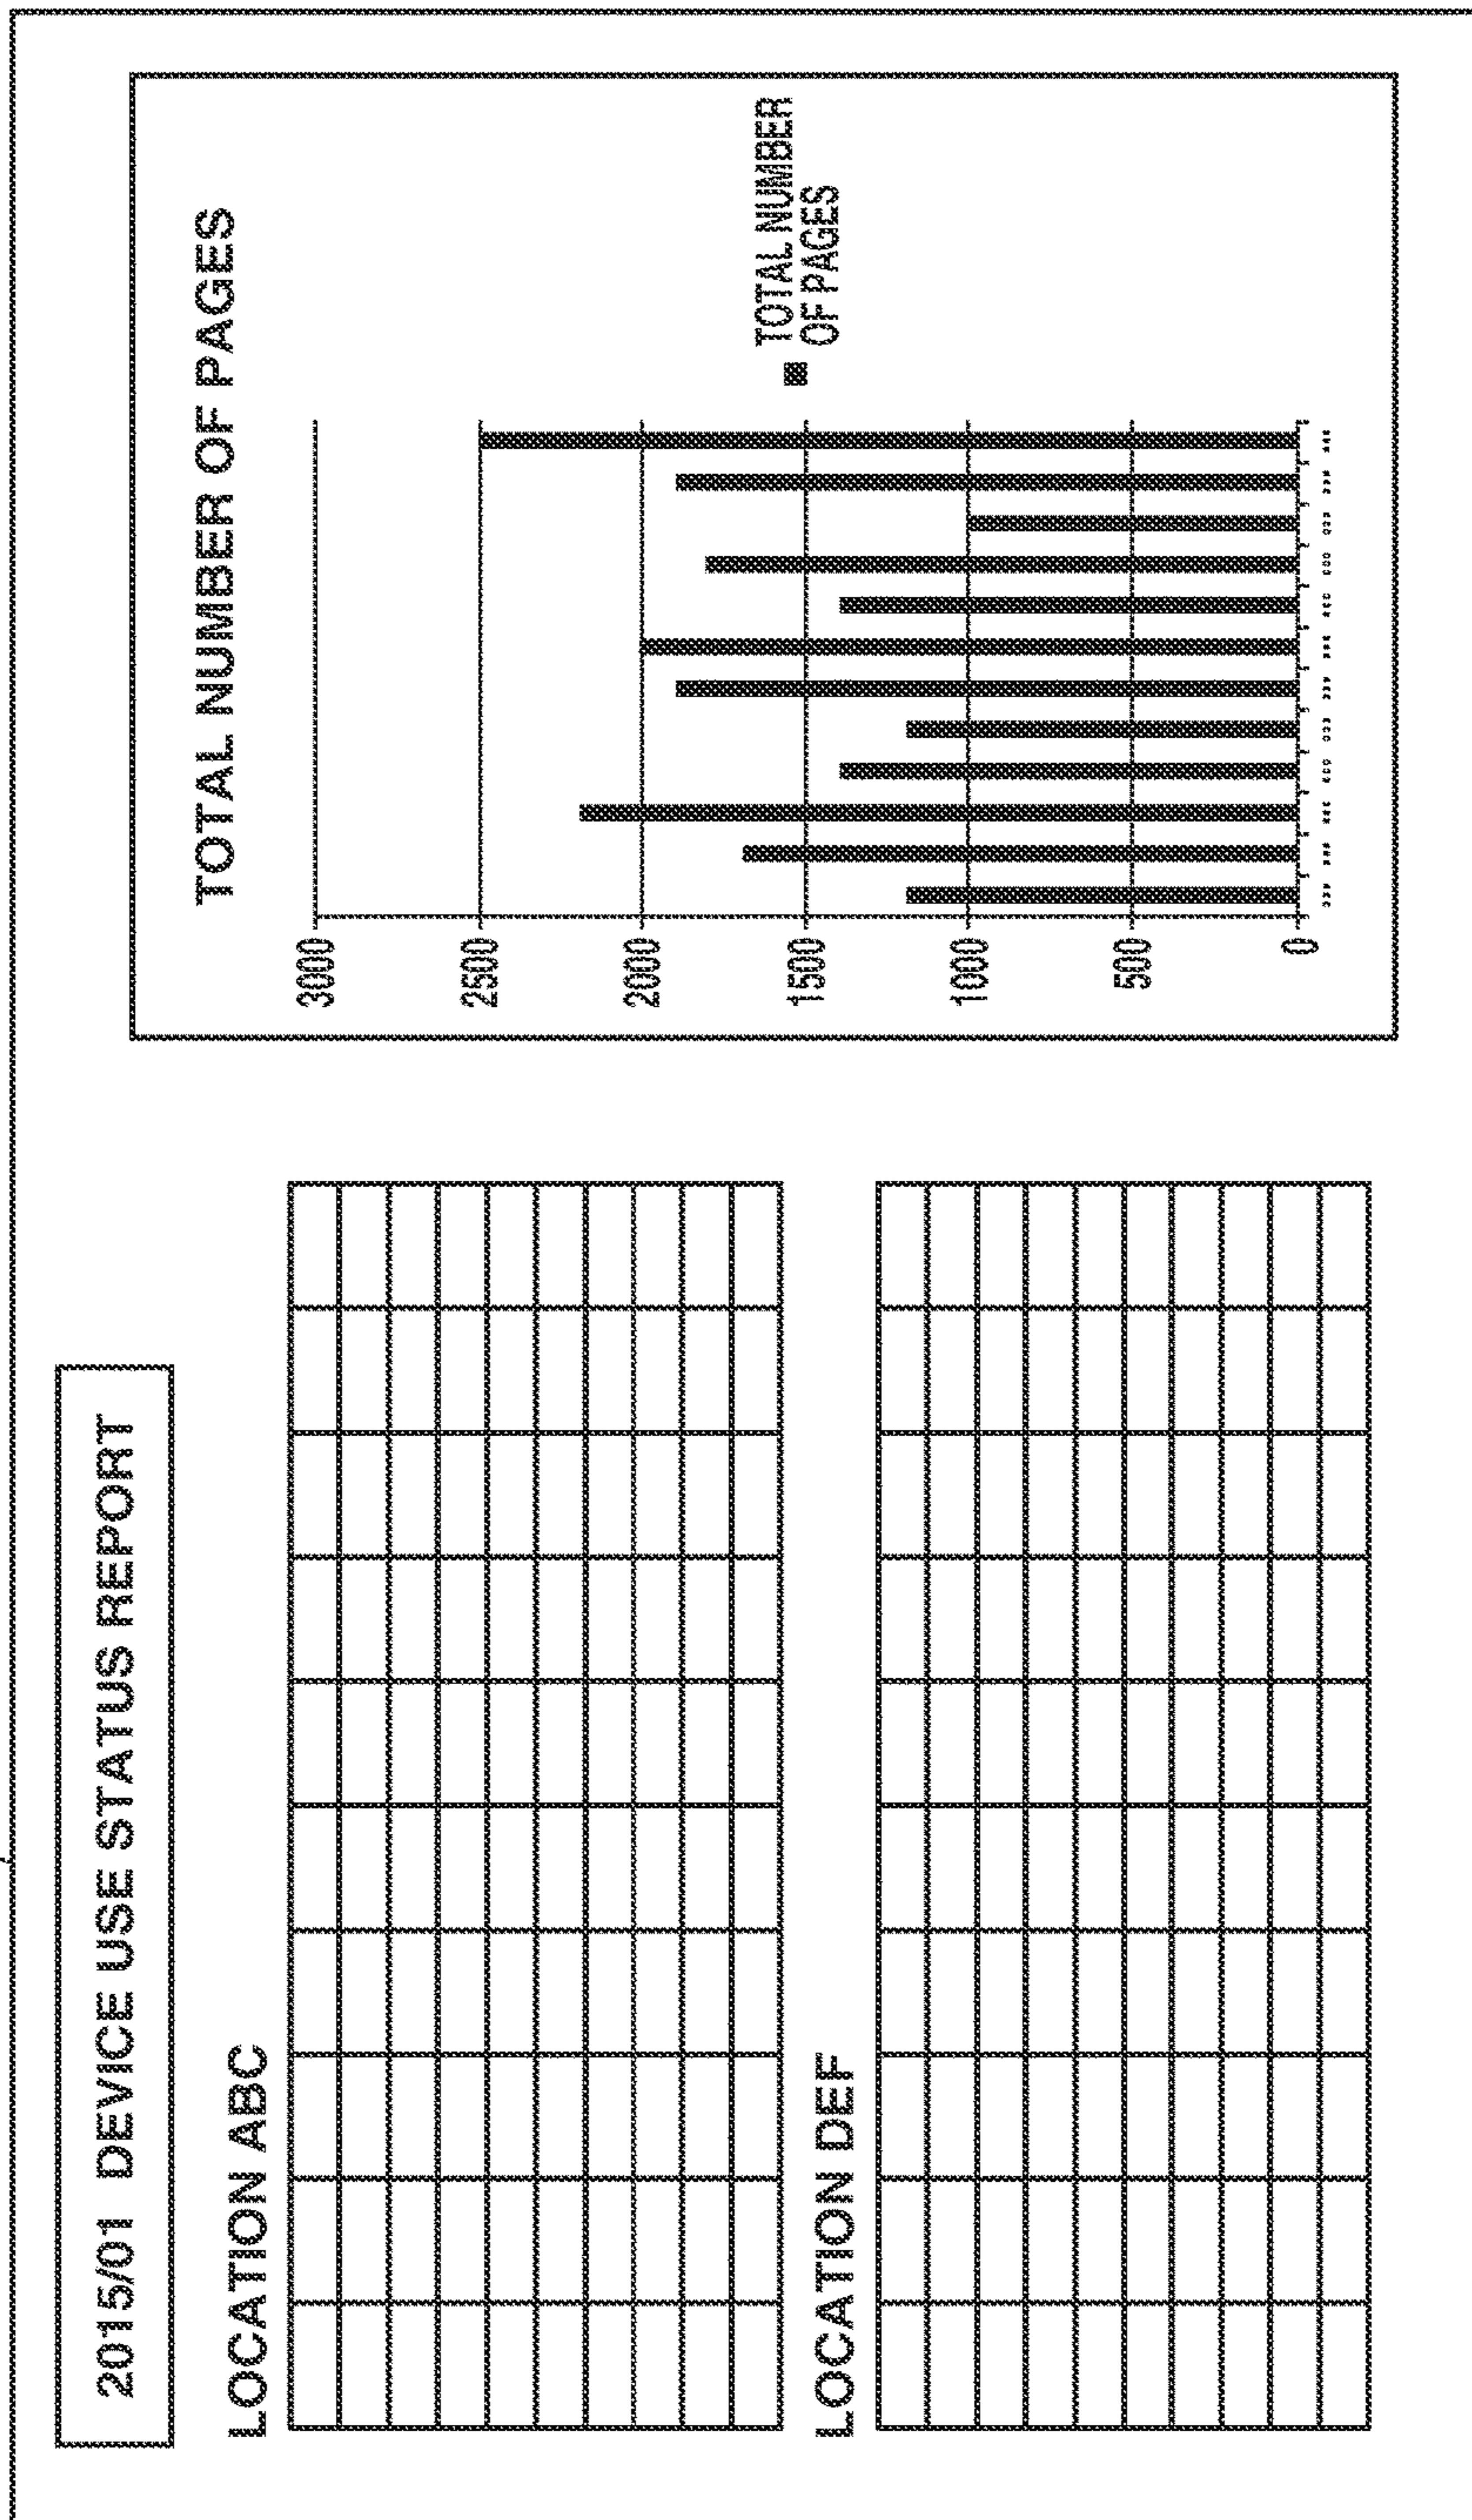 2015/01 DEVICE USE STATUS REPORT
LOCATION ABC
LOCATION DEF
TOTAL NUMBER OF PAGES
3000
2500
2000
1500
1000
500
0
TOTAL NUMBER
OF PAGES